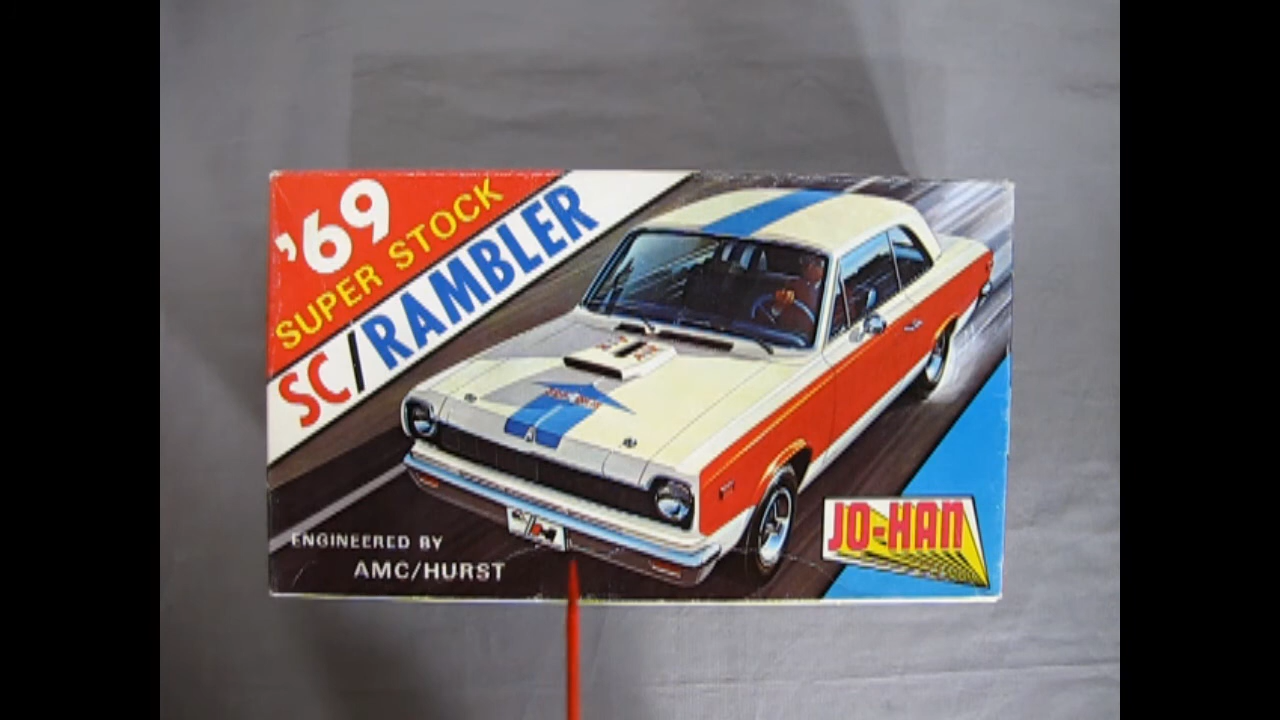 '69
SUPER STOCK
SC/RAMBLER
ENGINEERED BY
AMC/HURST
JO-HAN